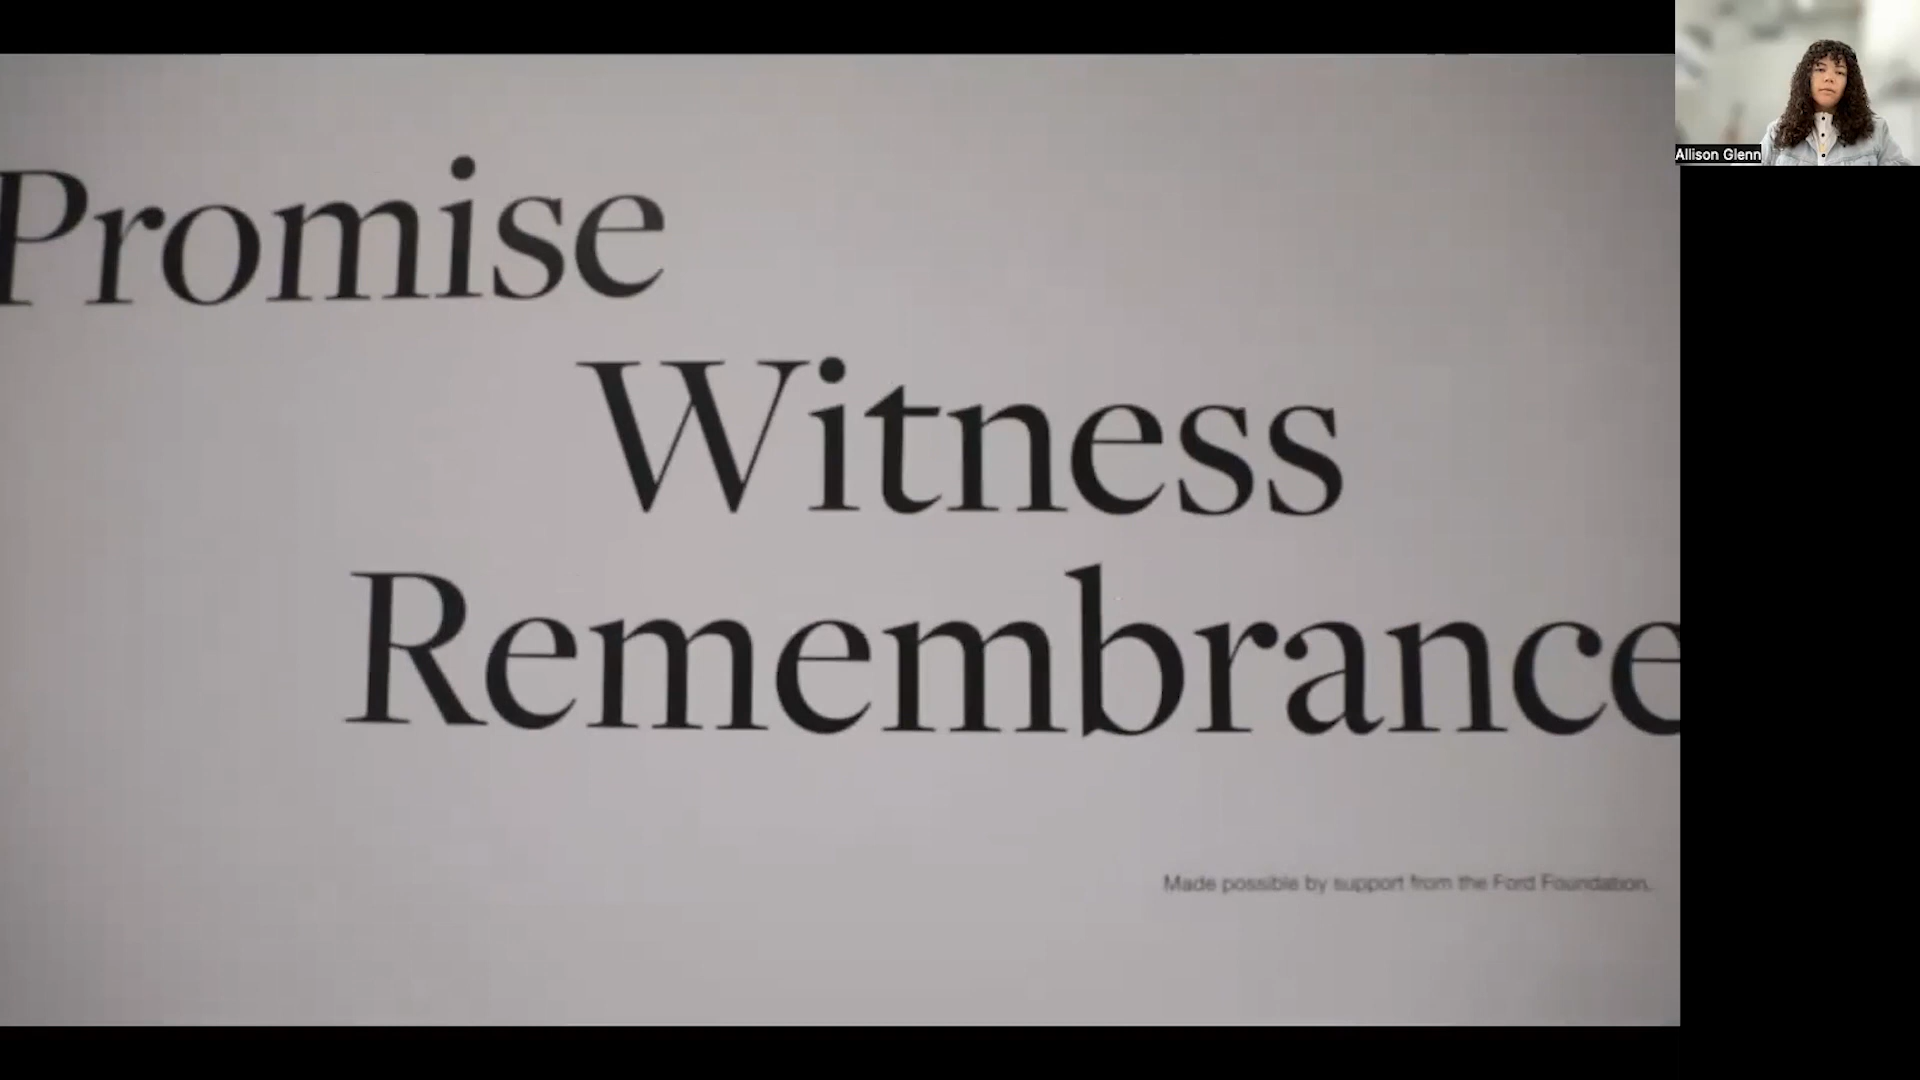 Allison Glenn
Promise
Witness
Remembrance
Made possible by support from the Ford Foundation.